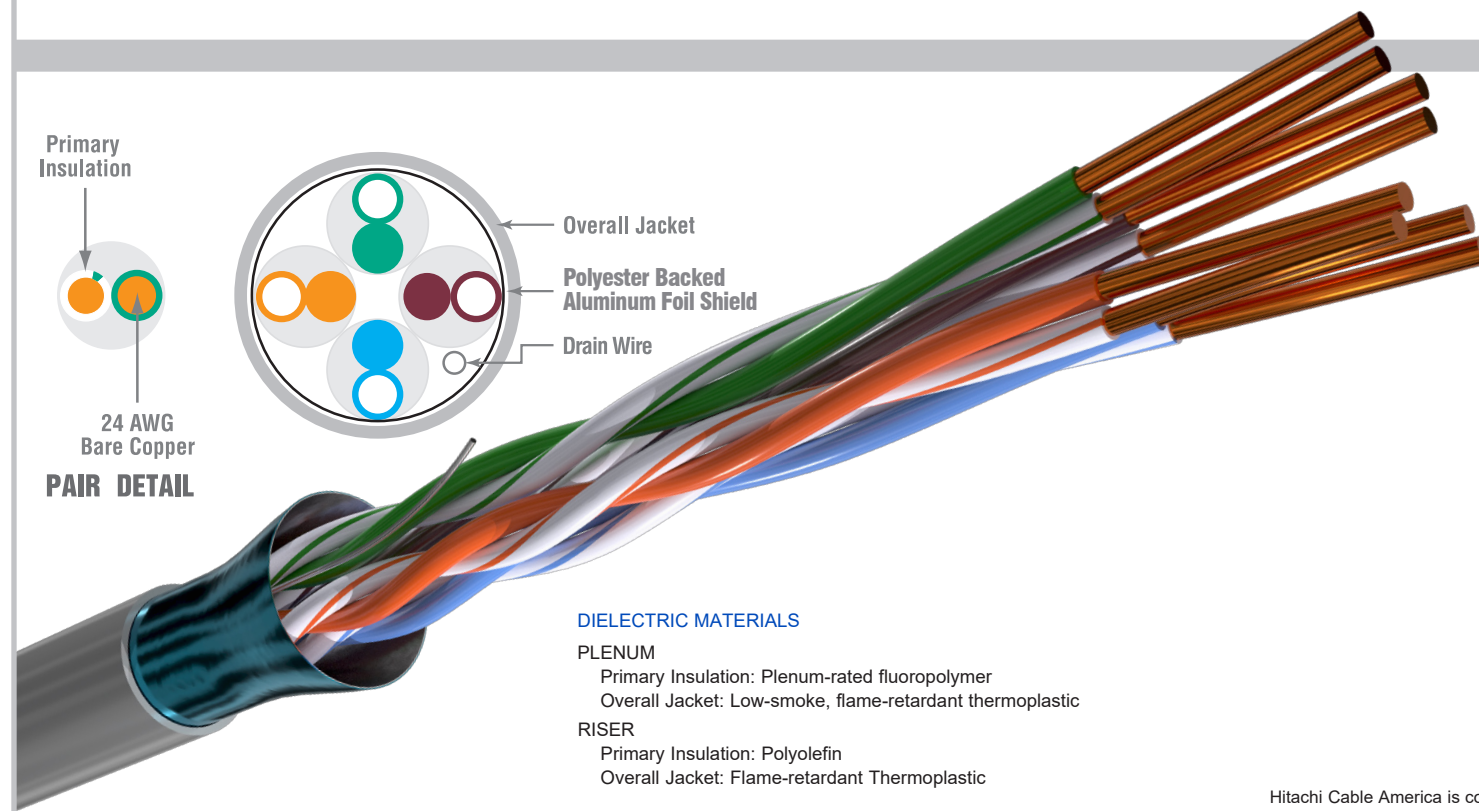 Primary
Insulation
Overall Jacket
Polyester Backed
Aluminum Foil Shield
Drain Wire
24 AWG
Bare Copper
PAIR DETAIL
DIELECTRIC MATERIALS
PLENUM
Primary Insulation: Plenum-rated fluoropolymer
Overall Jacket: Low-smoke, flame-retardant thermoplastic
RISER
Primary Insulation: Polyolefin
Overall Jacket: Flame-retardant Thermoplastic
Hitachi Cable America is